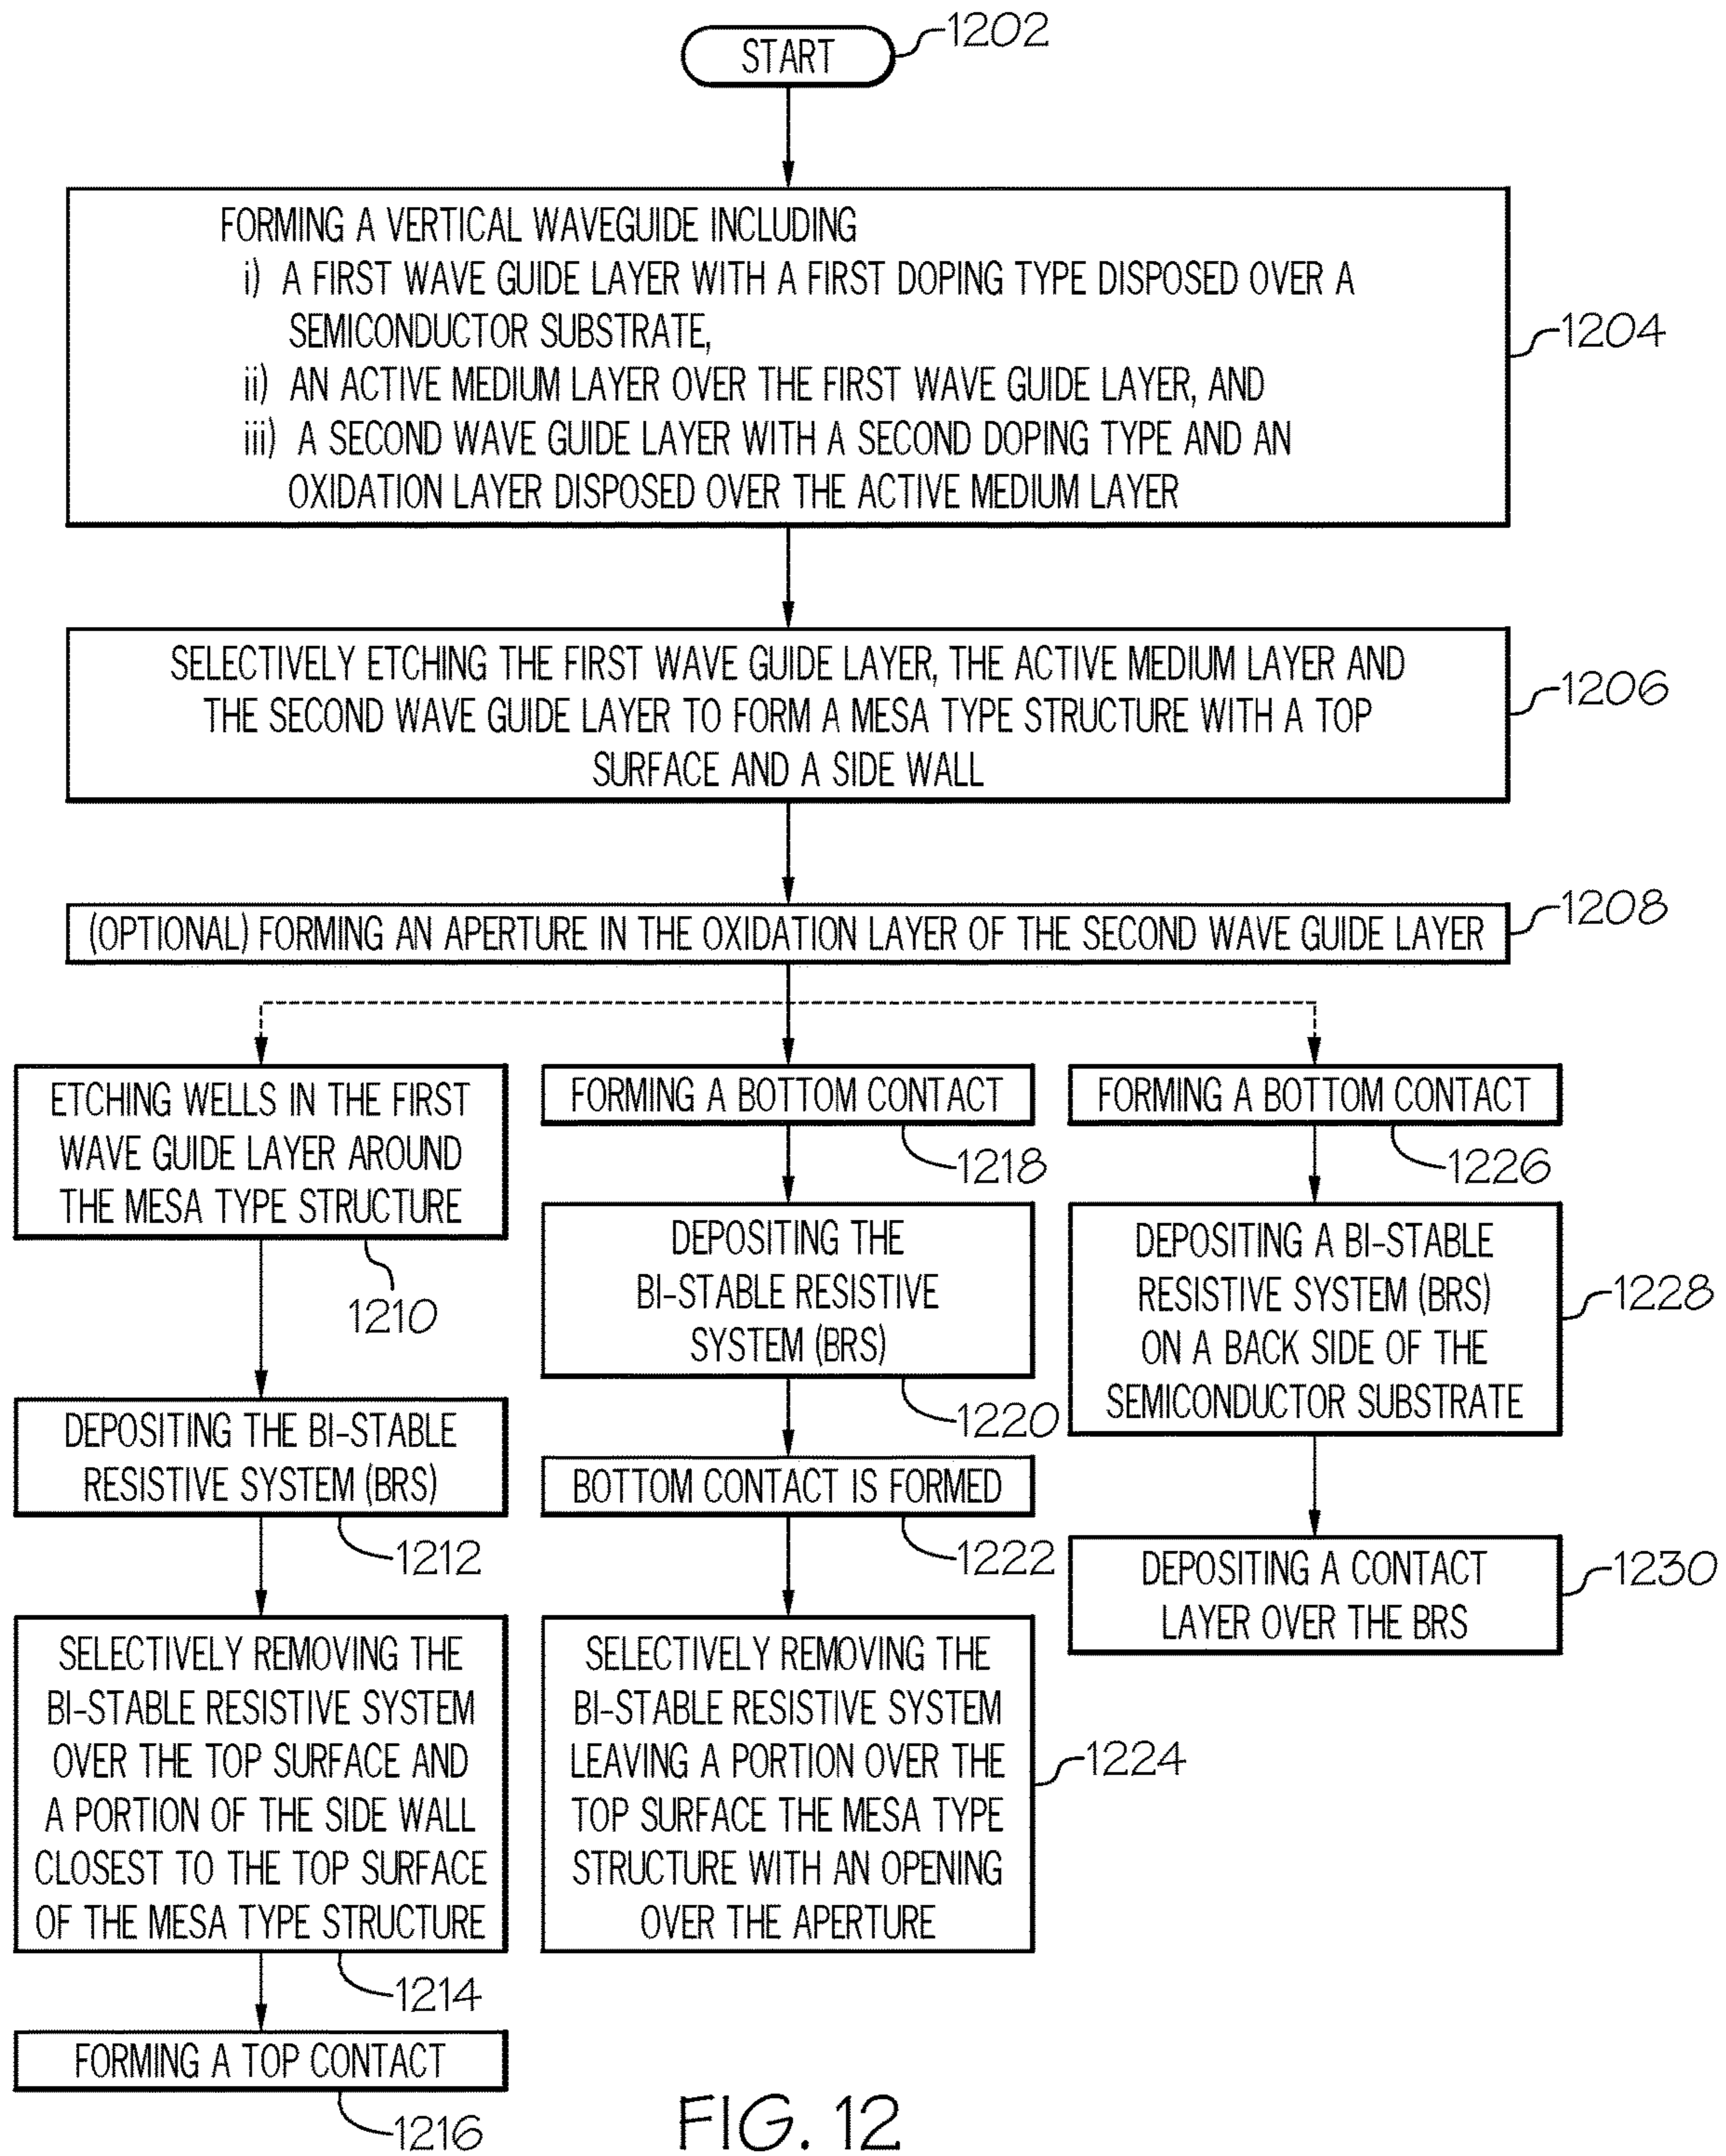 START
1202
FORMING A VERTICAL WAVEGUIDE INCLUDING
i) A FIRST WAVE GUIDE LAYER WITH A FIRST DOPING TYPE DISPOSED OVER A
SEMICONDUCTOR SUBSTRATE,
ii) AN ACTIVE MEDIUM LAYER OVER THE FIRST WAVE GUIDE LAYER, AND
iii) A SECOND WAVE GUIDE LAYER WITH A SECOND DOPING TYPE AND AN
OXIDATION LAYER DISPOSED OVER THE ACTIVE MEDIUM LAYER
1204
SELECTIVELY ETCHING THE FIRST WAVE GUIDE LAYER, THE ACTIVE MEDIUM LAYER AND
THE SECOND WAVE GUIDE LAYER TO FORM A MESA TYPE STRUCTURE WITH A TOP
SURFACE AND A SIDE WALL
1206
(OPTIONAL) FORMING AN APERTURE IN THE OXIDATION LAYER OF THE SECOND WAVE GUIDE LAYER
1208
ETCHING WELLS IN THE FIRST
WAVE GUIDE LAYER AROUND
THE MESA TYPE STRUCTURE
1210
DEPOSITING THE BI-STABLE
RESISTIVE SYSTEM (BRS)
1212
SELECTIVELY REMOVING THE
BI-STABLE RESISTIVE SYSTEM
OVER THE TOP SURFACE AND
A PORTION OF THE SIDE WALL
CLOSEST TO THE TOP SURFACE
OF THE MESA TYPE STRUCTURE
1214
FORMING A TOP CONTACT
1216
FORMING A BOTTOM CONTACT
1218
DEPOSITING THE
BI-STABLE RESISTIVE
SYSTEM (BRS)
1220
BOTTOM CONTACT IS FORMED
1222
SELECTIVELY REMOVING THE
BI-STABLE RESISTIVE SYSTEM
LEAVING A PORTION OVER THE
TOP SURFACE THE MESA TYPE
STRUCTURE WITH AN OPENING
OVER THE APERTURE
1224
FORMING A BOTTOM CONTACT
1226
DEPOSITING A BI-STABLE
RESISTIVE SYSTEM (BRS)
ON A BACK SIDE OF THE
SEMICONDUCTOR SUBSTRATE
1228
DEPOSITING A CONTACT
LAYER OVER THE BRS
1230
FIG. 12